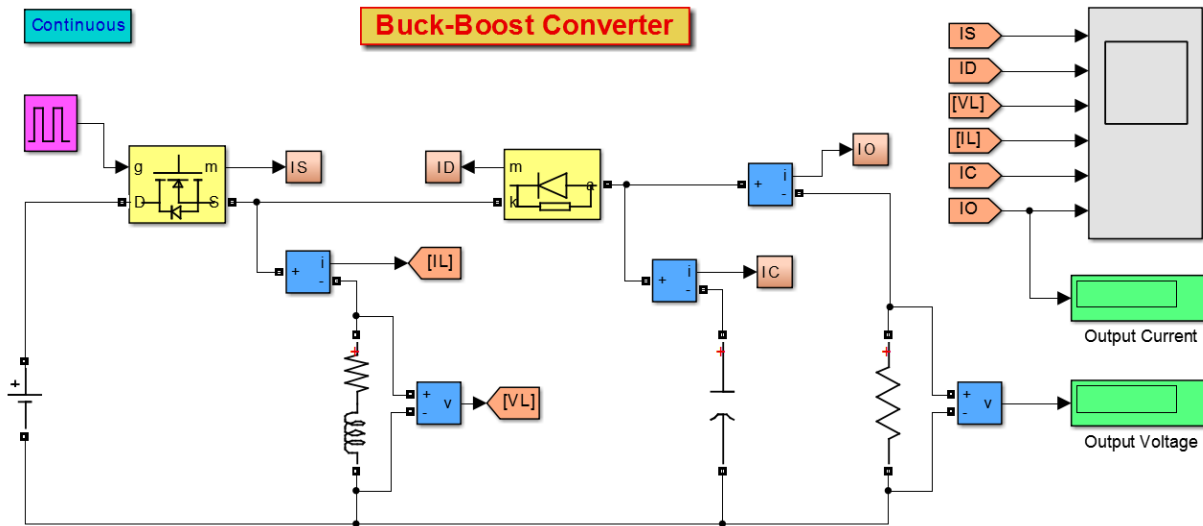 Continuous
Buck-Boost Converter
IS
ID
[VL]
[IL]
IC
IO
g
m
D
S
IS
ID
m
k
a
+
i
-
IO
+
i
-
[IL]
+
i
-
IC
+
+
+
+
+
-
v
[VL]
+
-
v
Output Current
Output Voltage